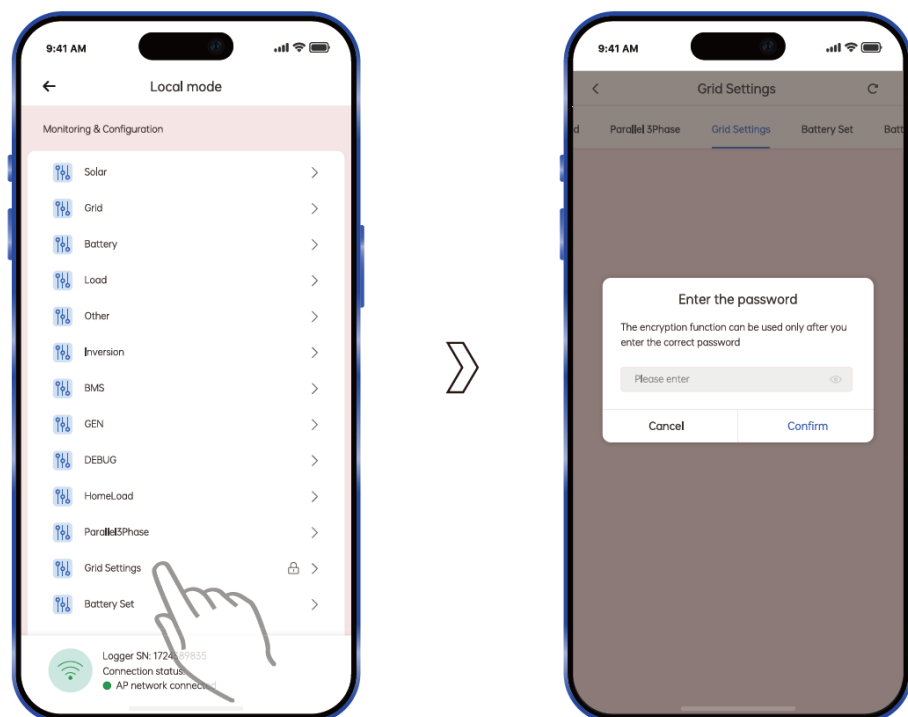 9:41 AM
Local mode
Monitoring & Configuration
Solar
Grid
Battery
Load
Other
Inversion
BMS
GEN
DEBUG
HomeLoad
Parallel3Phase
Grid Settings
Battery Set
Logger SN: 1724589835
Connection status:
AP network connected
9:41 AM
Grid Settings
d Parallel 3Phase Grid Settings Battery Set Batt
Enter the password
The encryption function can be used only after you
enter the correct password
Please enter
Cancel Confirm